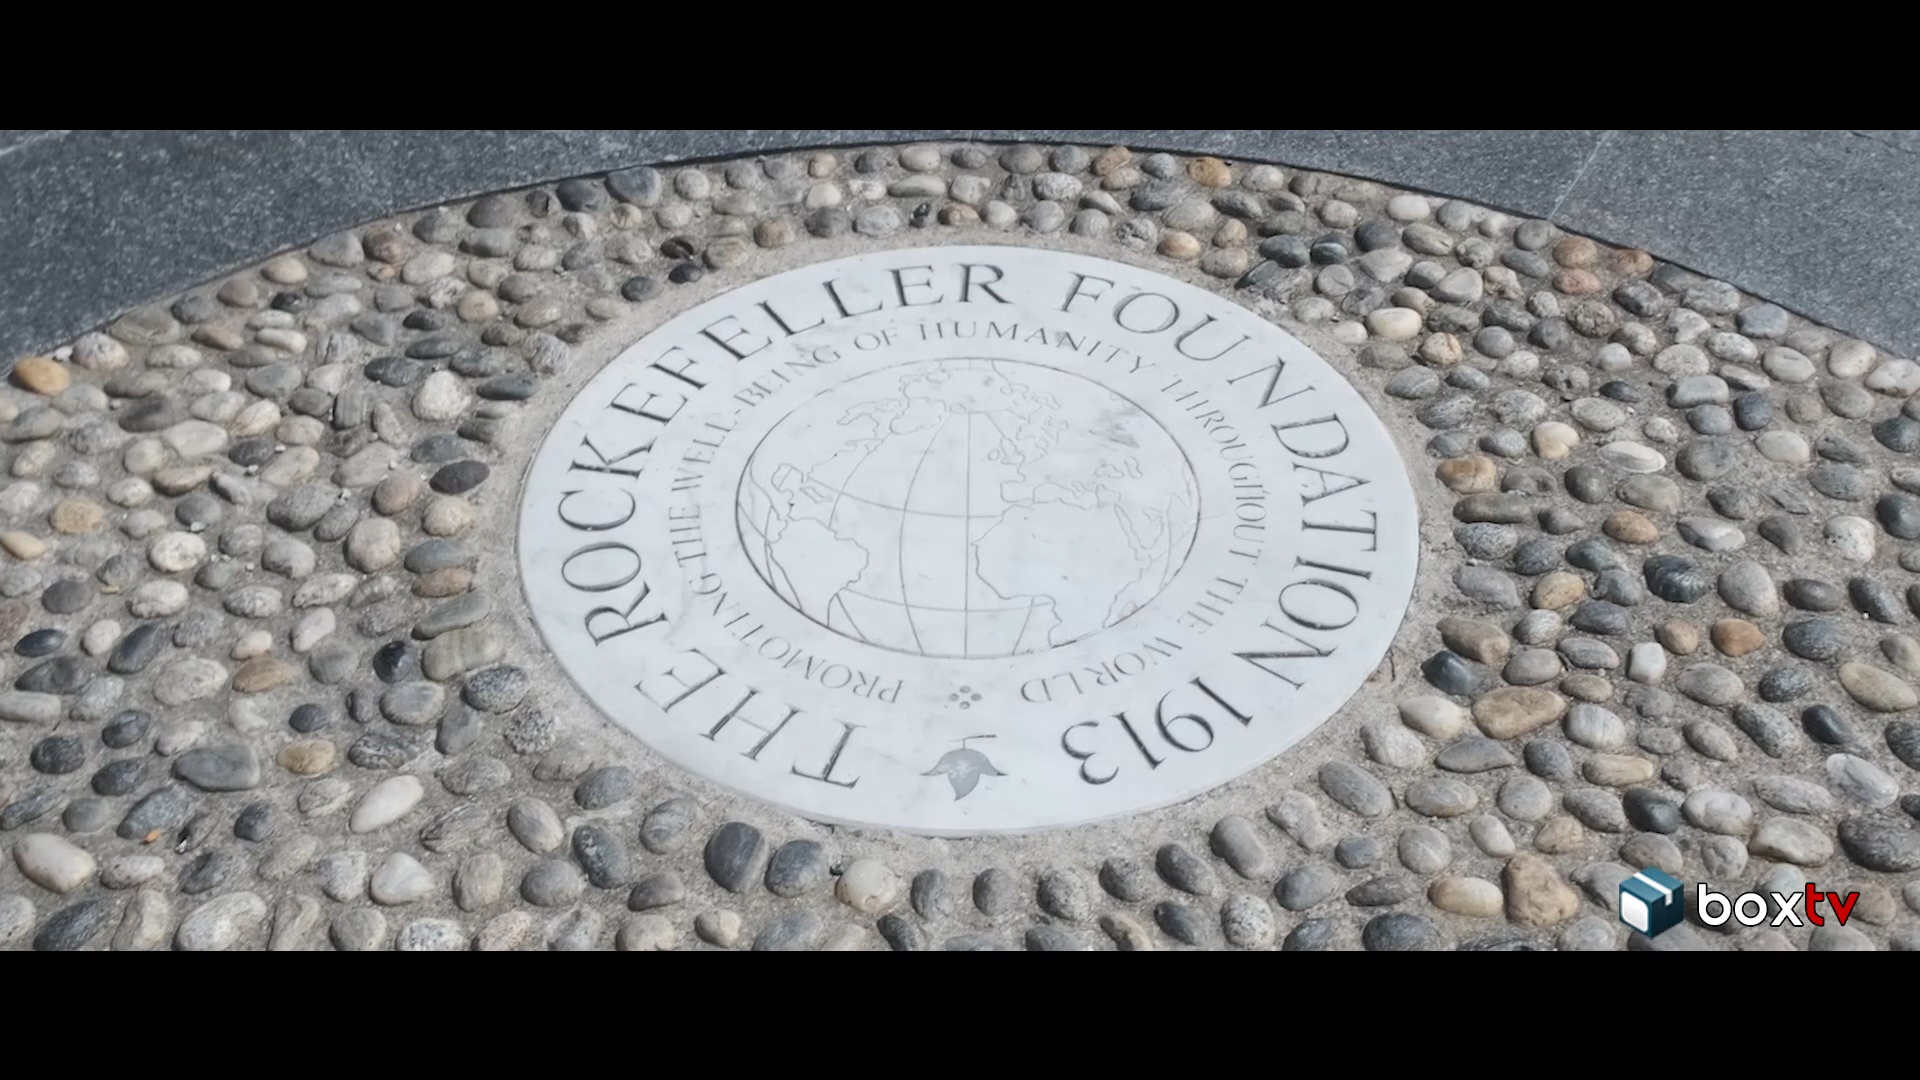 THE ROCKEFELLER FOUNDATION 1913
PROMOTING THE WELL-BEING OF HUMANITY THROUGHOUT THE WORLD
boxtv